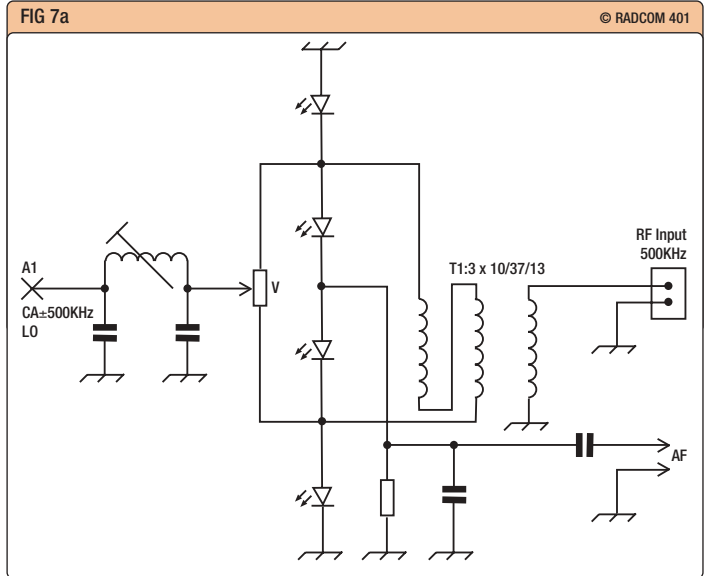 FIG 7a
© RADCOM 401
A1
CA±500KHz
LO
V
T1:3 x 10/37/13
RF Input
500KHz
AF